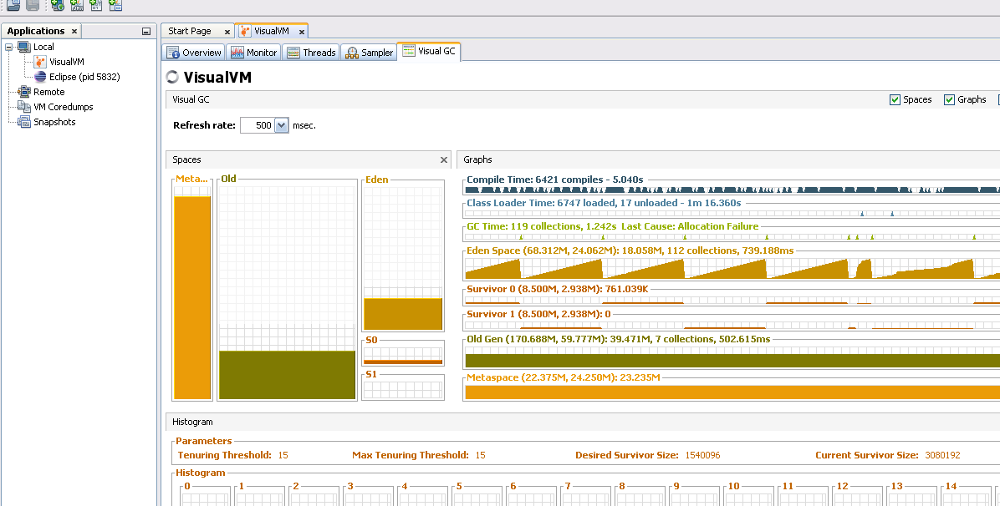 Applications
Start Page
VisualVM
Local
VisualVM
Eclipse (pid 5832)
Remote
VM Coredumps
Snapshots
Overview
Monitor
Threads
Sampler
Visual GC
VisualVM
Visual GC
Spaces
Graphs
Refresh rate:
500
msec.
Spaces
Meta...
Old
Eden
S0
S1
Graphs
Compile Time: 6421 compiles - 5.040s
Class Loader Time: 6747 loaded, 17 unloaded - 1m 16.360s
GC Time: 119 collections, 1.242s Last Cause: Allocation Failure
Eden Space (68.312M, 24.062M): 18.058M, 112 collections, 739.188ms
Survivor 0 (8.500M, 2.938M): 761.039K
Survivor 1 (8.500M, 2.938M): 0
Old Gen (170.688M, 59.777M): 39.471M, 7 collections, 502.615ms
Metaspace (22.375M, 24.250M): 23.235M
Histogram
Parameters
Tenuring Threshold: 15 Max Tenuring Threshold: 15 Desired Survivor Size: 1540096 Current Survivor Size: 3080192
Histogram
0 1 2 3 4 5 6 7 8 9 10 11 12 13 14